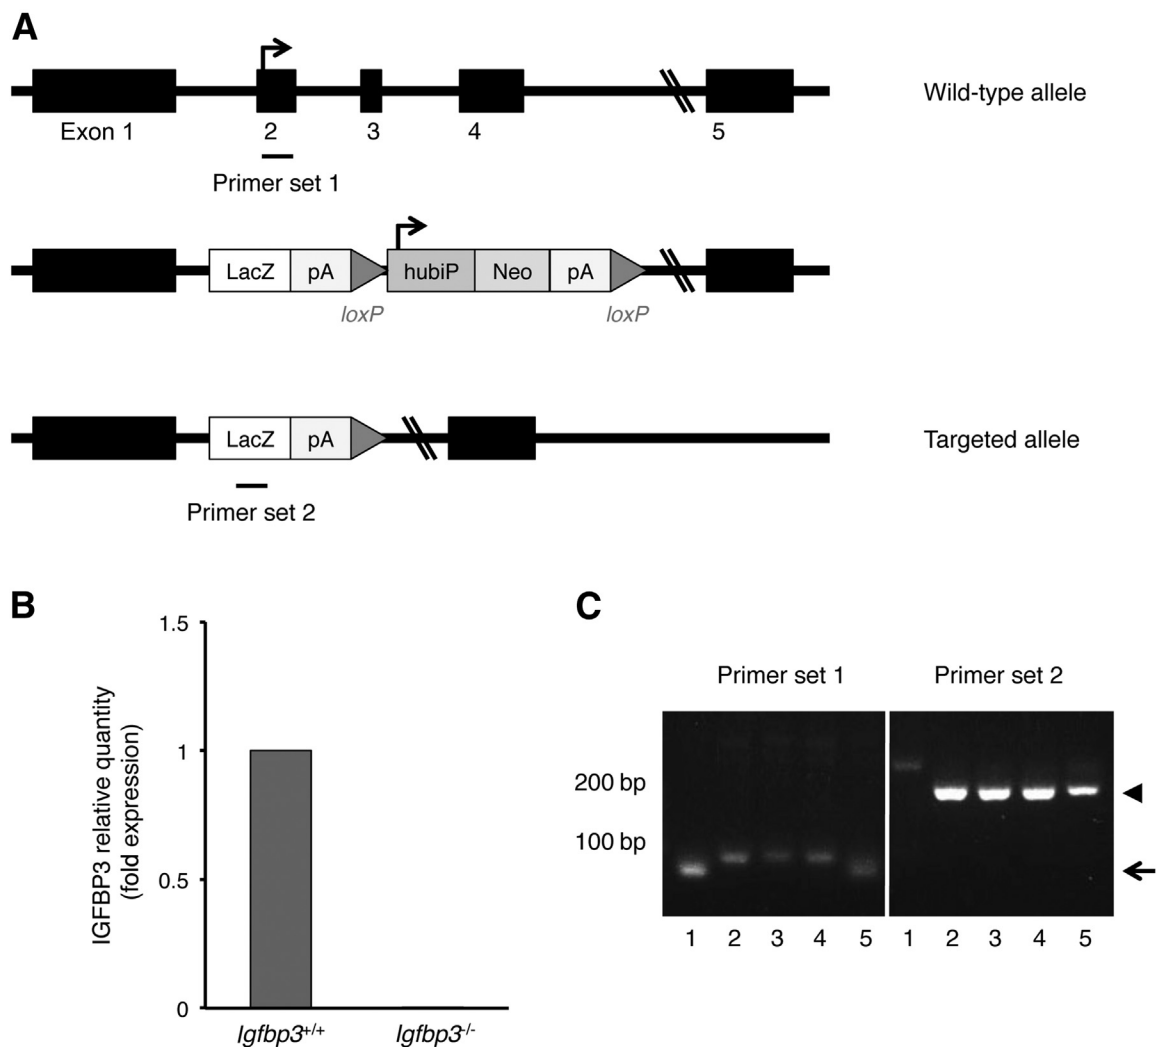 A
Wild-type allele
Exon 1 2 3 4 5
Primer set 1
LacZ pA hubiP Neo pA
loxP loxP
LacZ pA
Targeted allele
Primer set 2
B
1.5
1
0.5
0
IGFBP3 relative quantity
(fold expression)
Igfbp3+/+ Igfbp3-/-
C
Primer set 1 Primer set 2
200 bp
100 bp
1 2 3 4 5 1 2 3 4 5